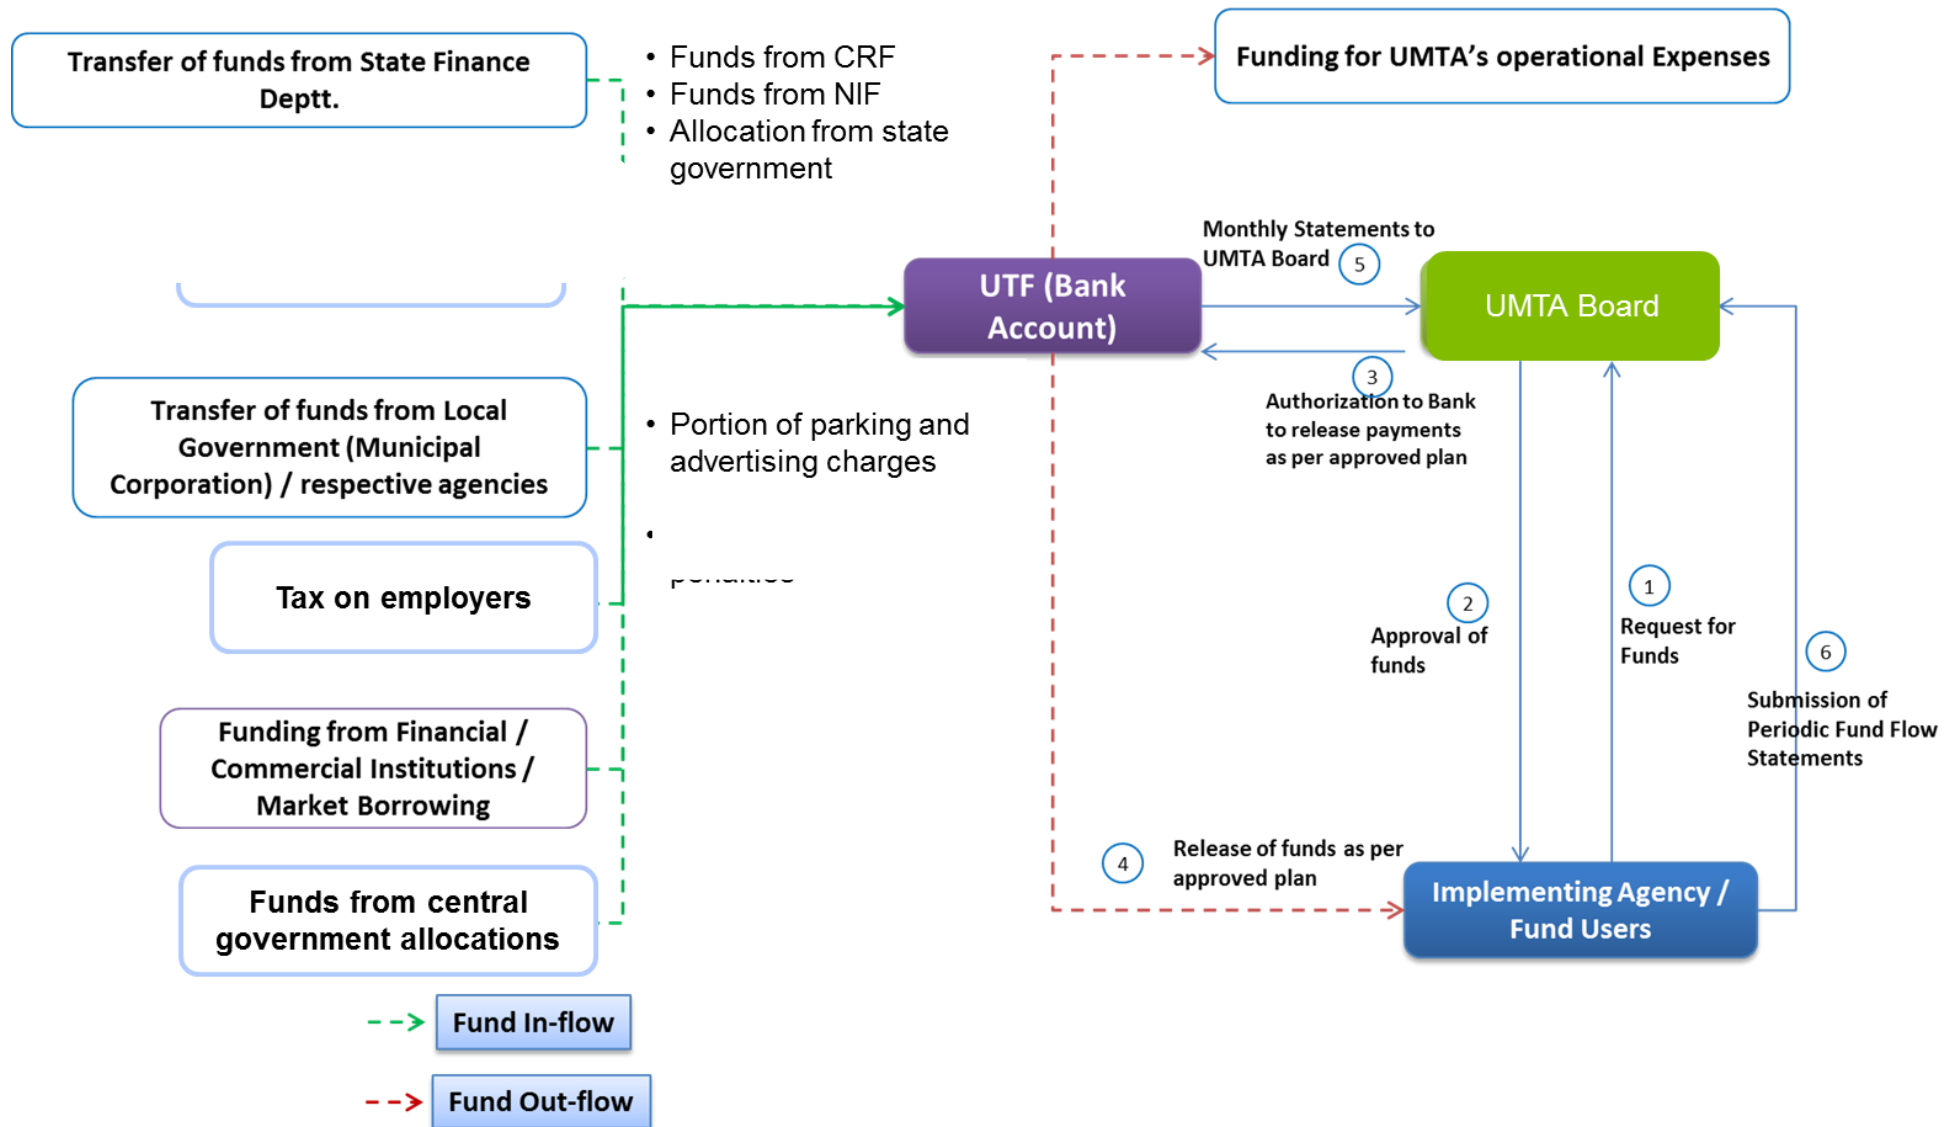 Transfer of funds from State Finance
Deptt.
• Funds from CRF
• Funds from NIF
• Allocation from state
government
Funding for UMTA's operational Expenses
Monthly Statements to
UMTA Board
5
UTF (Bank
Account)
UMTA Board
3
Authorization to Bank
to release payments
as per approved plan
Transfer of funds from Local
Government (Municipal
Corporation) / respective agencies
• Portion of parking and
advertising charges
•
Tax on employers
2
Approval of
funds
1
Request for
Funds
6
Submission of
Periodic Fund Flow
Statements
Funding from Financial /
Commercial Institutions /
Market Borrowing
4
Release of funds as per
approved plan
Implementing Agency /
Fund Users
Funds from central
government allocations
Fund In-flow
Fund Out-flow